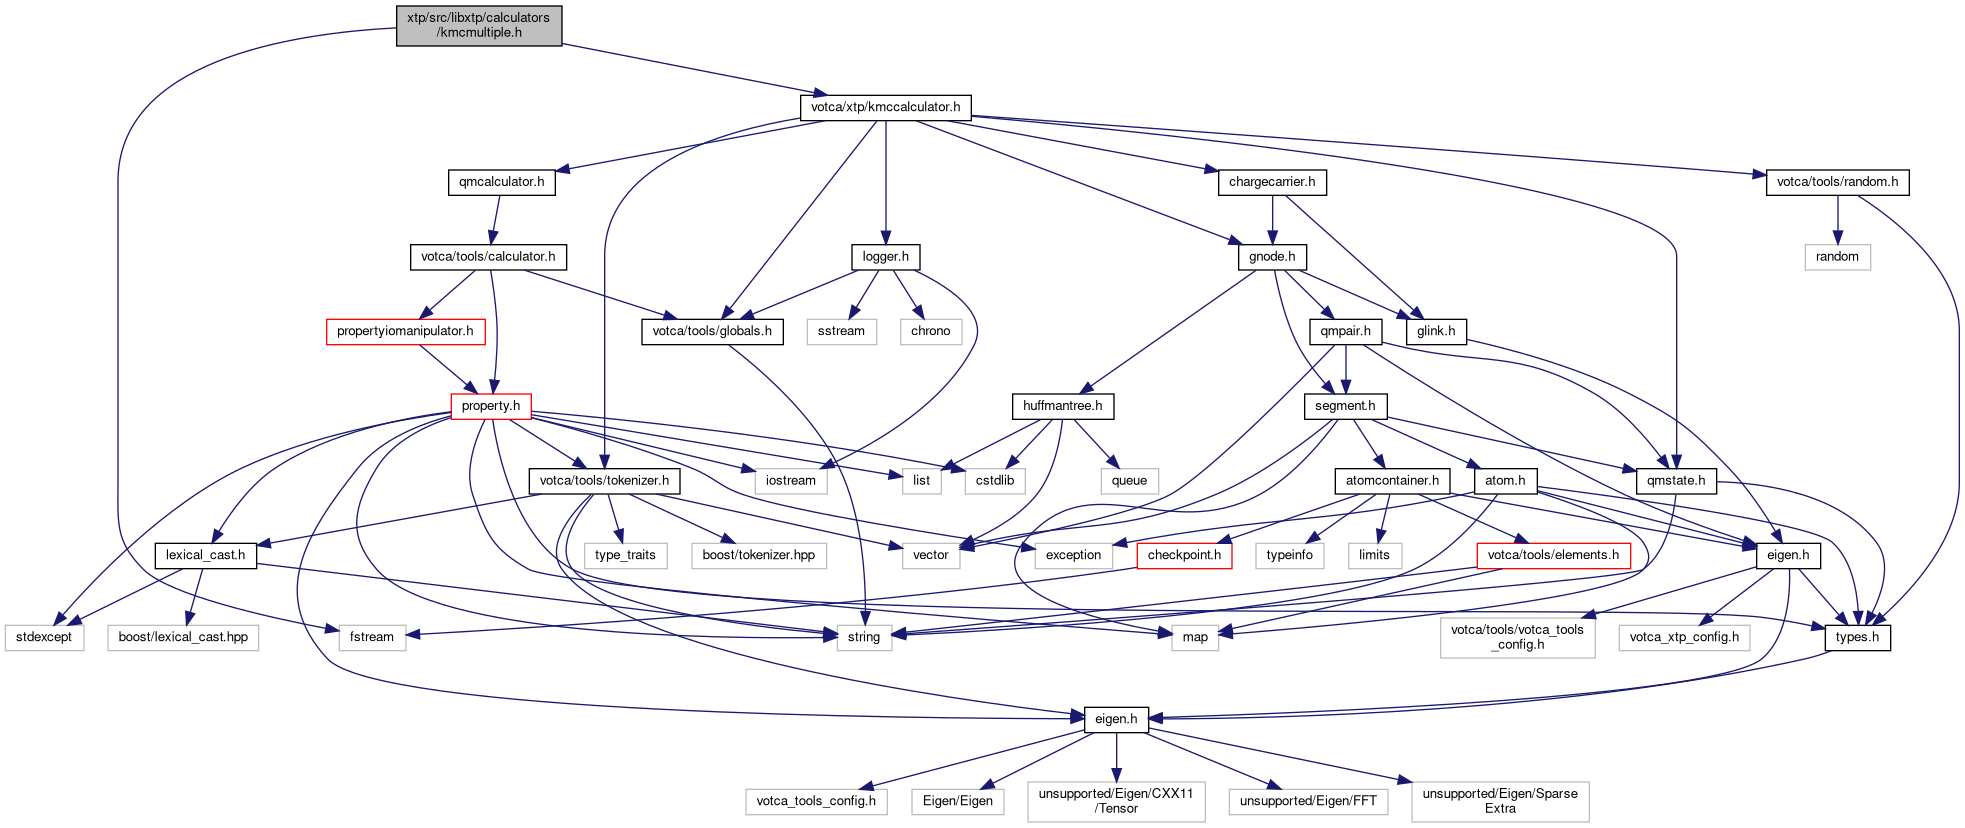 xtp/src/libxtp/calculators
/kmcmultiple.h
votca/xtp/kmccalculator.h
qmcalculator.h
chargecarrier.h
votca/tools/random.h
votca/tools/calculator.h
logger.h
gnode.h
random
propertyiomanipulator.h
votca/tools/globals.h
sstream
chrono
qmpair.h
glink.h
property.h
huffmantree.h
segment.h
votca/tools/tokenizer.h
iostream
list
cstdlib
queue
atomcontainer.h
atom.h
qmstate.h
lexical_cast.h
type_traits
boost/tokenizer.hpp
vector
exception
checkpoint.h
typeinfo
limits
votca/tools/elements.h
eigen.h
stdexcept
boost/lexical_cast.hpp
fstream
string
map
votca/tools/votca_tools
_config.h
votca_xtp_config.h
types.h
eigen.h
votca_tools_config.h
Eigen/Eigen
unsupported/Eigen/CXX11
/Tensor
unsupported/Eigen/FFT
unsupported/Eigen/Sparse
Extra